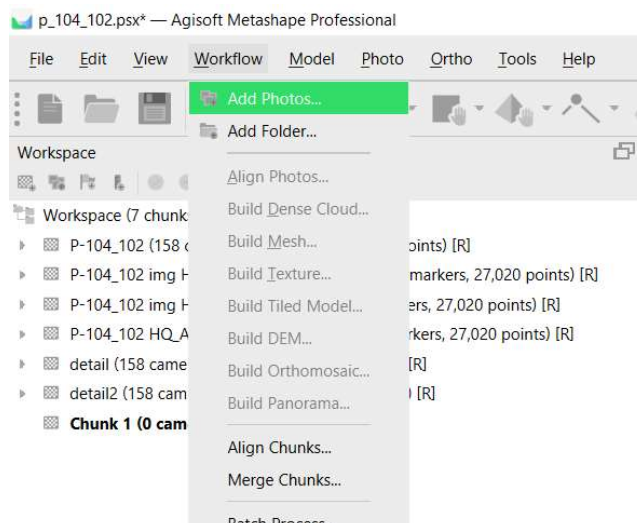 p_104_102.psx* — Agisoft Metashape Professional
File Edit View Workflow Model Photo Ortho Tools Help
Add Photos...
Add Folder...
Workspace
Align Photos...
Workspace (7 chunk
Build Dense Cloud...
P-104_102 (158 Build Mesh... oints) [R]
P-104_102 img H Build Texture... markers, 27,020 points) [R]
P-104_102 img H Build Tiled Model... ers, 27,020 points) [R]
P-104_102 HQ_A Build DEM... rkers, 27,020 points) [R]
detail (158 came Build Orthomosaic... [R]
detail2 (158 cam Build Panorama... ) [R]
Chunk 1 (0 cam
Align Chunks...
Merge Chunks...
Batch Process...